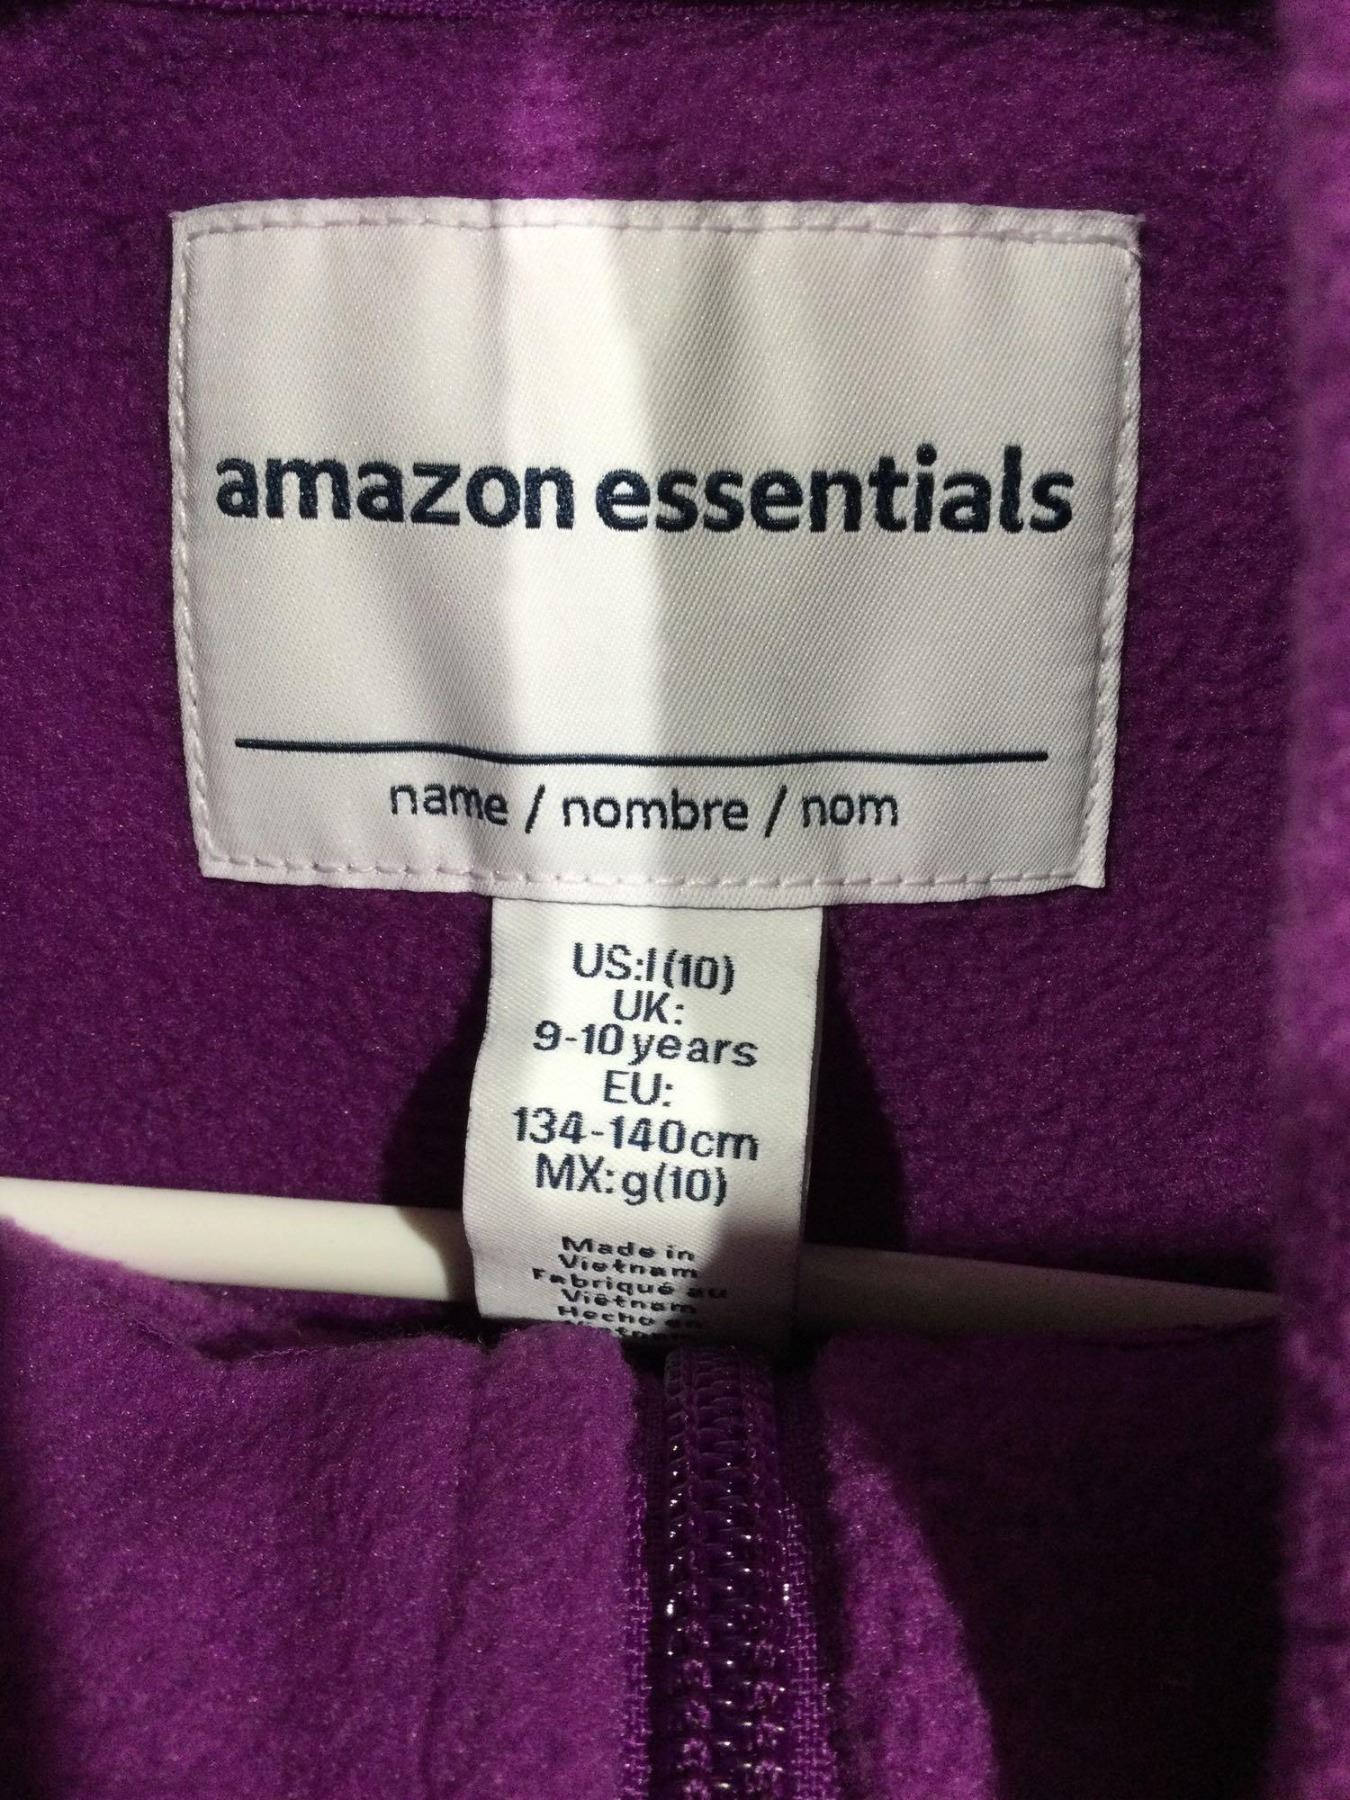 amazon essentials
name / nombre / nom
US:l(10)
UK:
9-10 years
EU:
134-140cm
MX:g(10)
Made in
Vietnam
Fabriqué au
Viêtnam
Hecho en